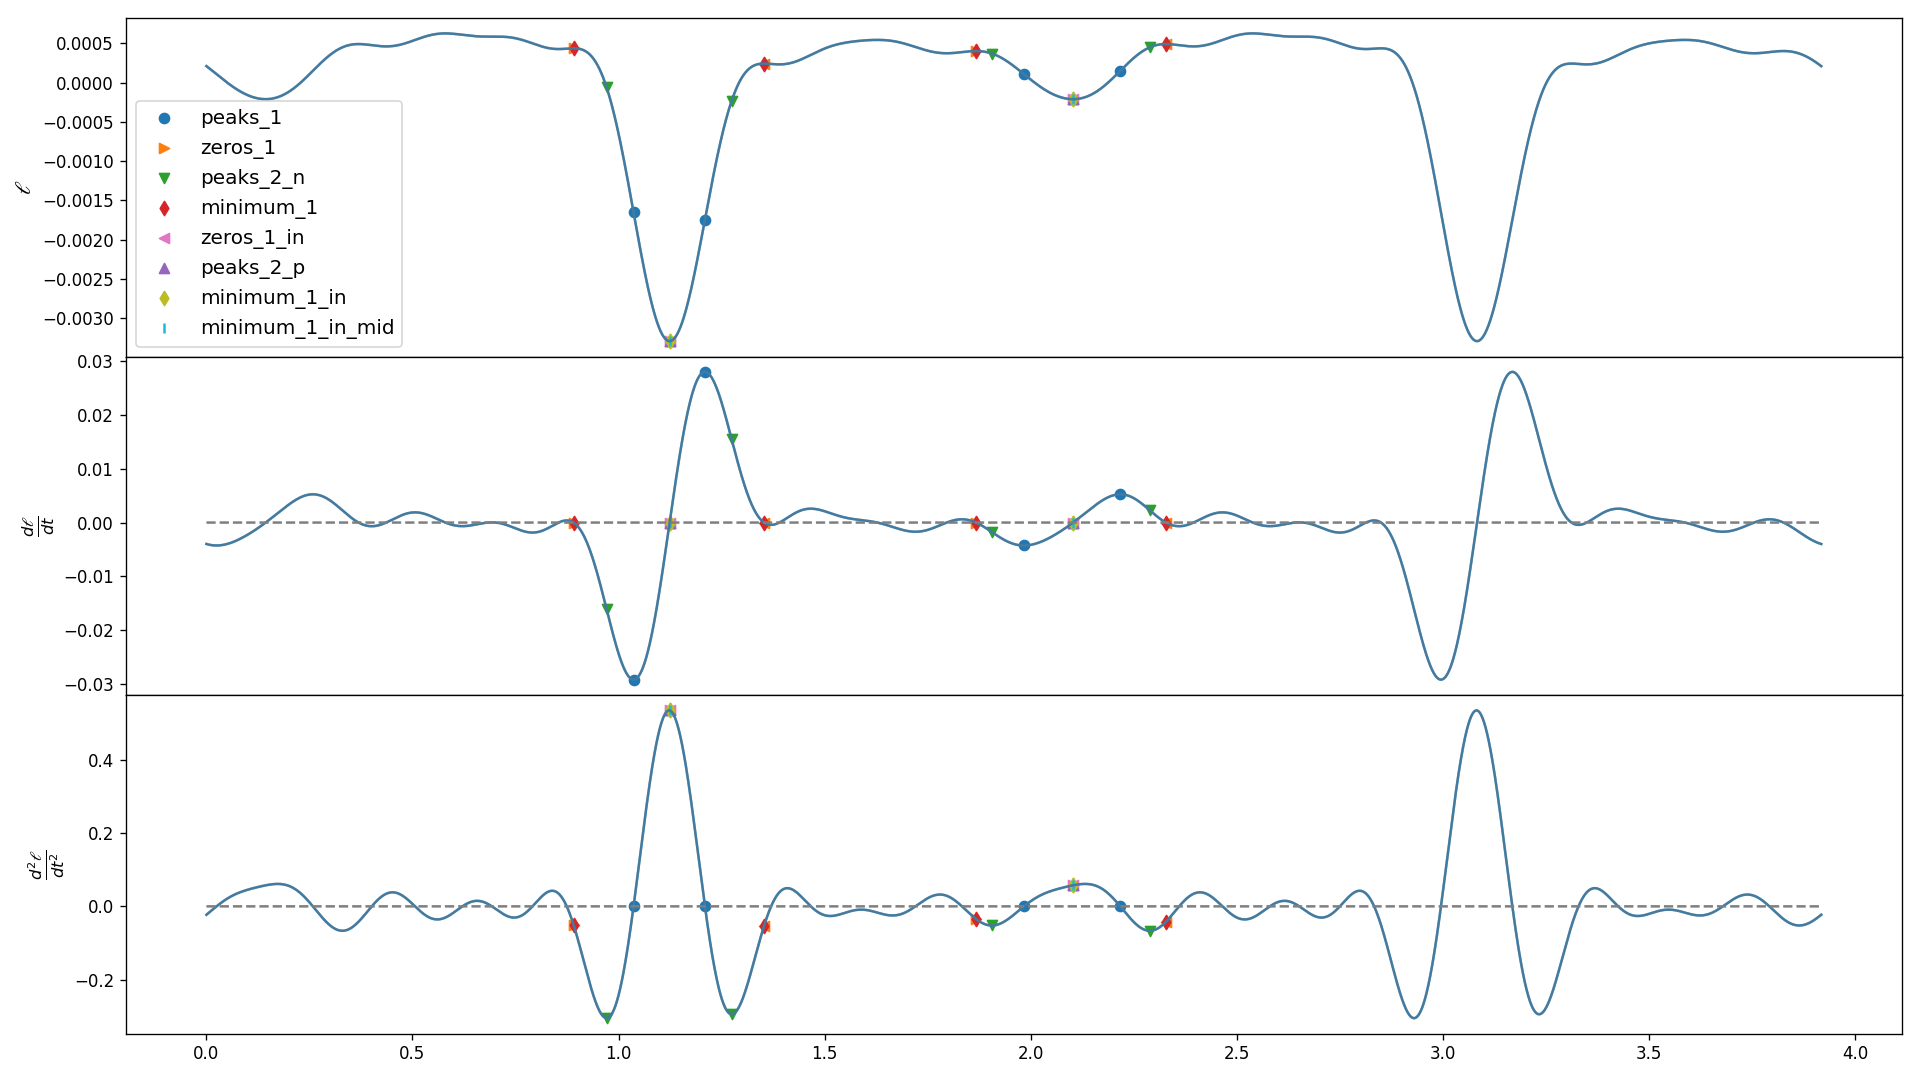 0.0005
0.0000
−0.0005
−0.0010
−0.0015
−0.0020
−0.0025
−0.0030
ℓ
peaks_1
zeros_1
peaks_2_n
minimum_1
zeros_1_in
peaks_2_p
minimum_1_in
minimum_1_in_mid
0.03
0.02
0.01
0.00
−0.01
−0.02
−0.03
dℓ
dt
0.4
0.2
0.0
−0.2
d²ℓ
dt²
0.0 0.5 1.0 1.5 2.0 2.5 3.0 3.5 4.0